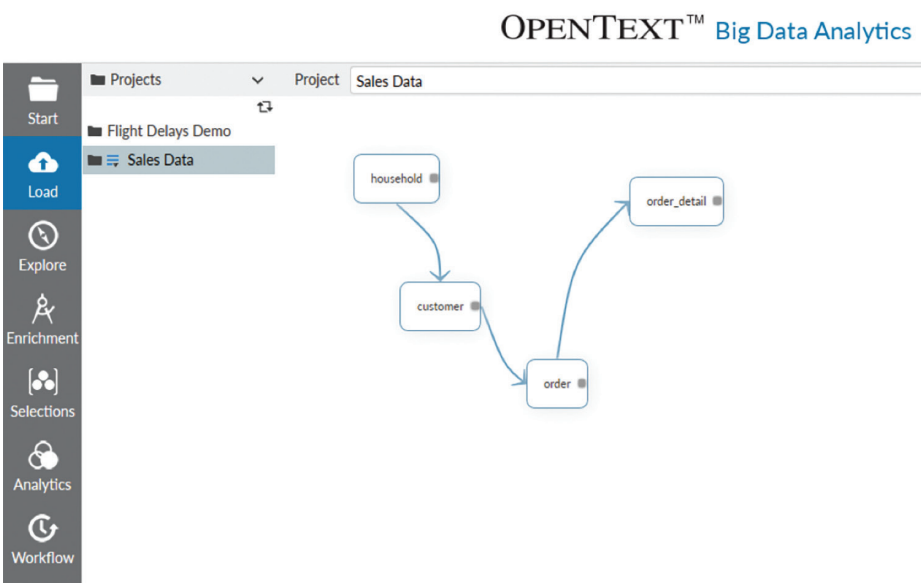 OPENTEXT™ Big Data Analytics
Start
Load
Explore
Enrichment
Selections
Analytics
Workflow
Projects
Flight Delays Demo
Sales Data
Project Sales Data
household
order_detail
customer
order